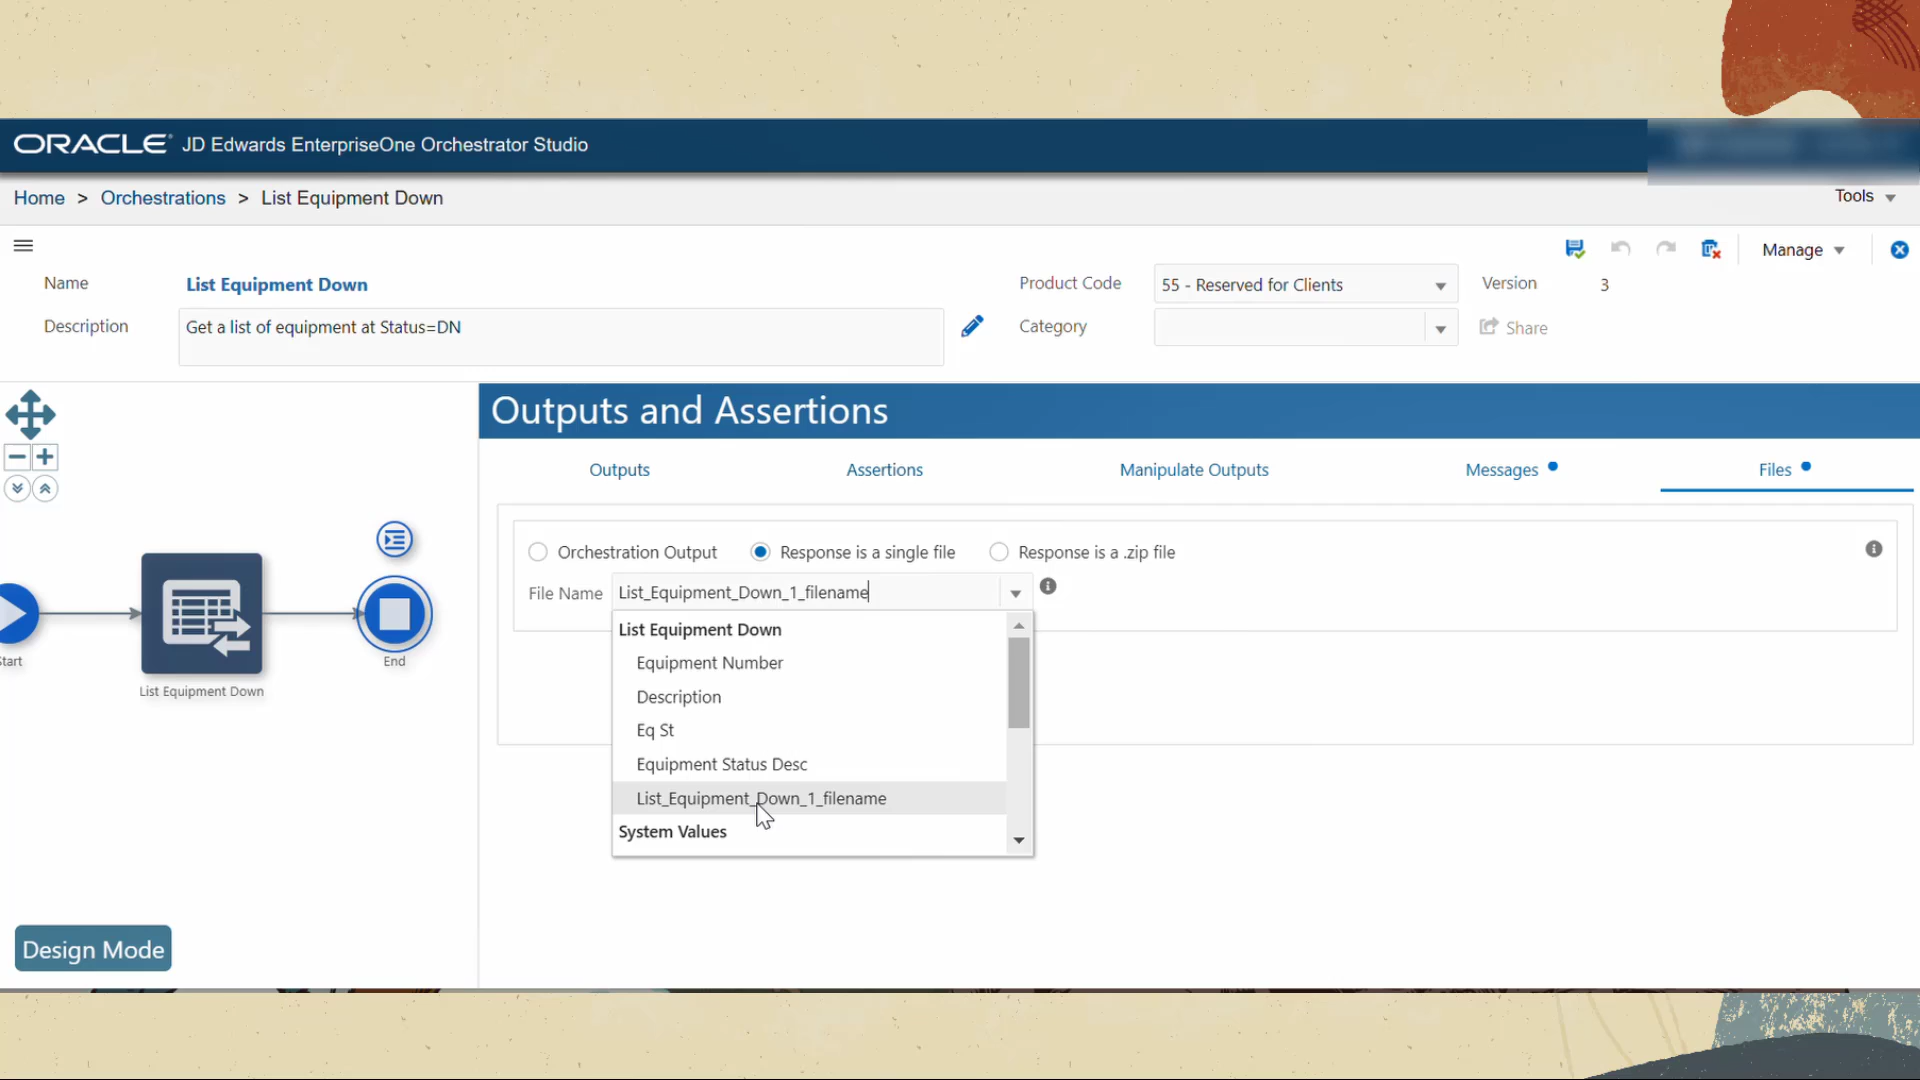 ORACLE JD Edwards EnterpriseOne Orchestrator Studio
Home > Orchestrations > List Equipment Down
Tools
Manage
Name List Equipment Down Product Code 55 - Reserved for Clients Version 3
Description Get a list of equipment at Status=DN Category Share
Outputs and Assertions
Outputs Assertions Manipulate Outputs Messages Files
Orchestration Output Response is a single file Response is a .zip file
File Name List_Equipment_Down_1_filename
List Equipment Down
Equipment Number
Description
Eq St
Equipment Status Desc
List_Equipment_Down_1_filename
System Values
Start
End
List Equipment Down
Design Mode